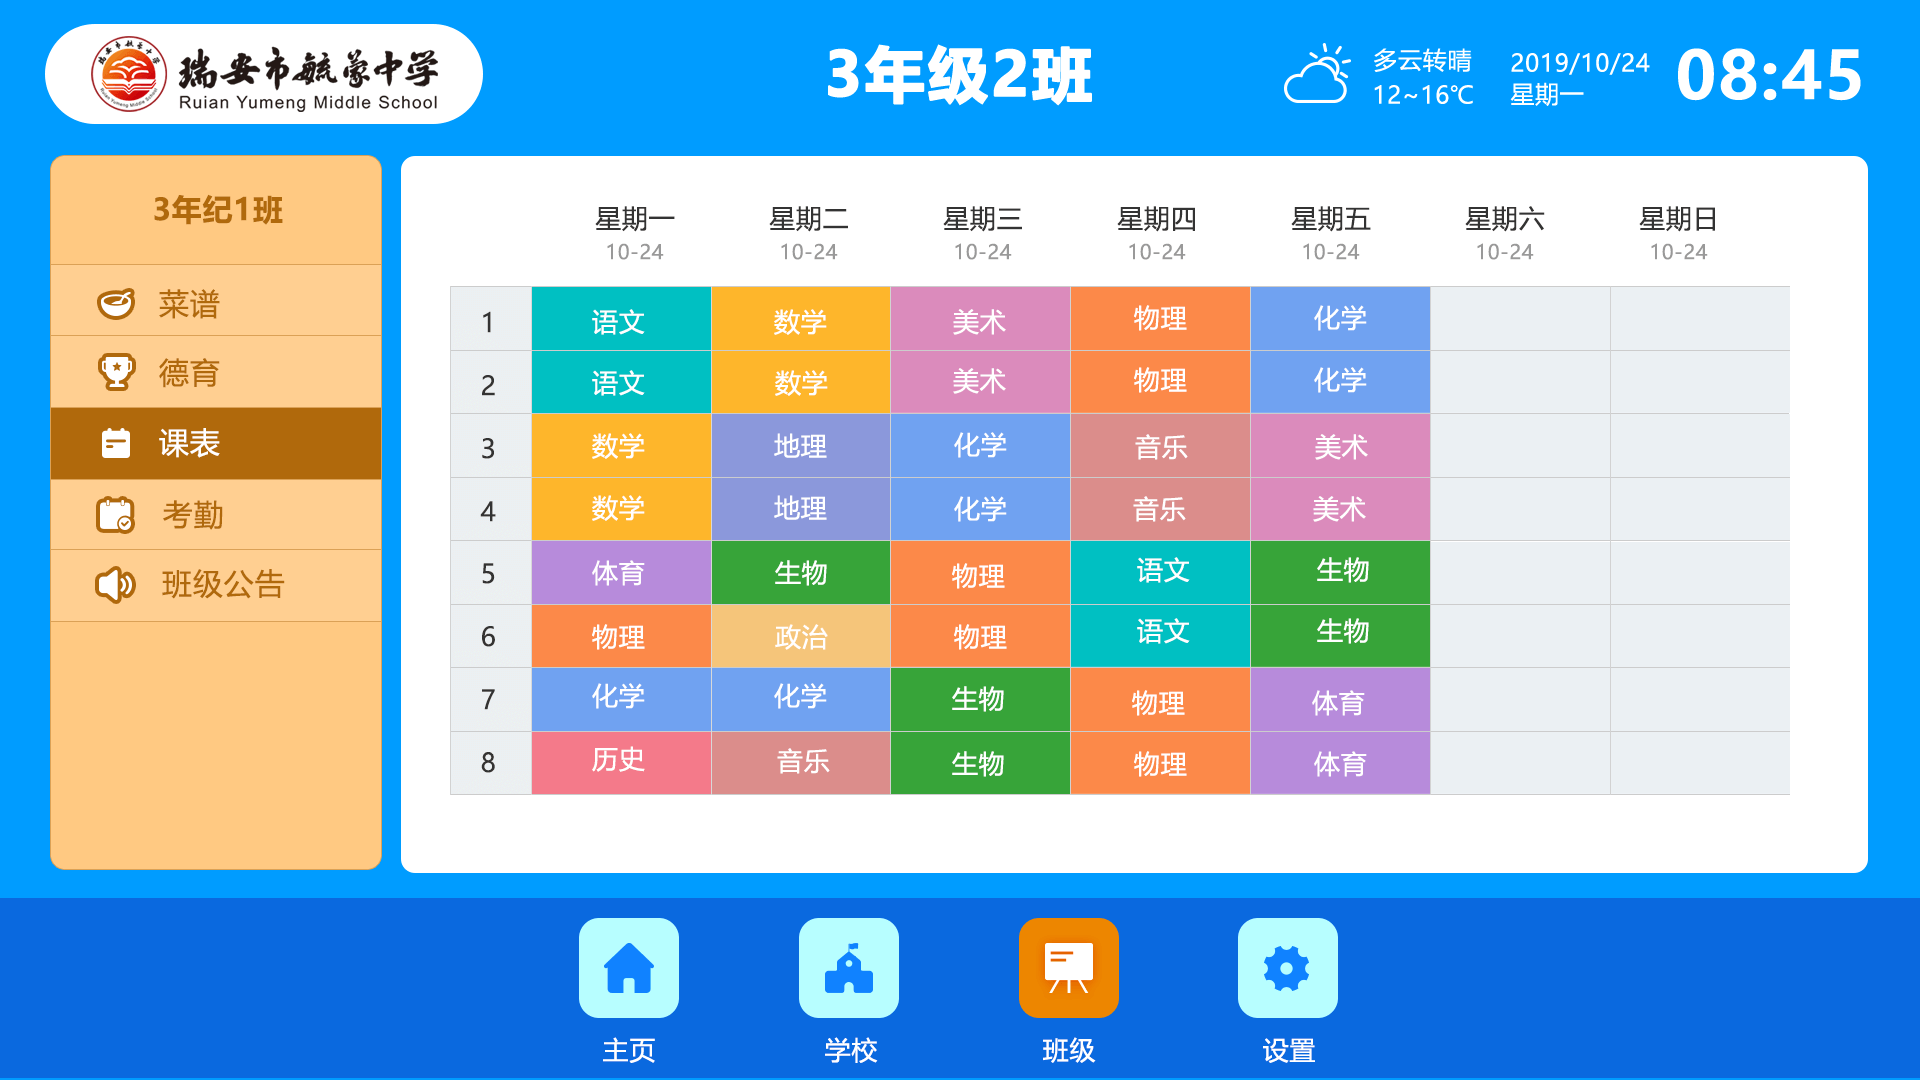 瑞安市毓蒙中学
Ruian Yumeng Middle School
3年级2班
多云转晴
12~16℃
2019/10/24
星期一
08:45
3年纪1班
菜谱
德育
课表
考勤
班级公告
星期一 星期二 星期三 星期四 星期五 星期六 星期日
10-24 10-24 10-24 10-24 10-24 10-24 10-24
1 语文 数学 美术 物理 化学
2 语文 数学 美术 物理 化学
3 数学 地理 化学 音乐 美术
4 数学 地理 化学 音乐 美术
5 体育 生物 物理 语文 生物
6 物理 政治 物理 语文 生物
7 化学 化学 生物 物理 体育
8 历史 音乐 生物 物理 体育
主页 学校 班级 设置